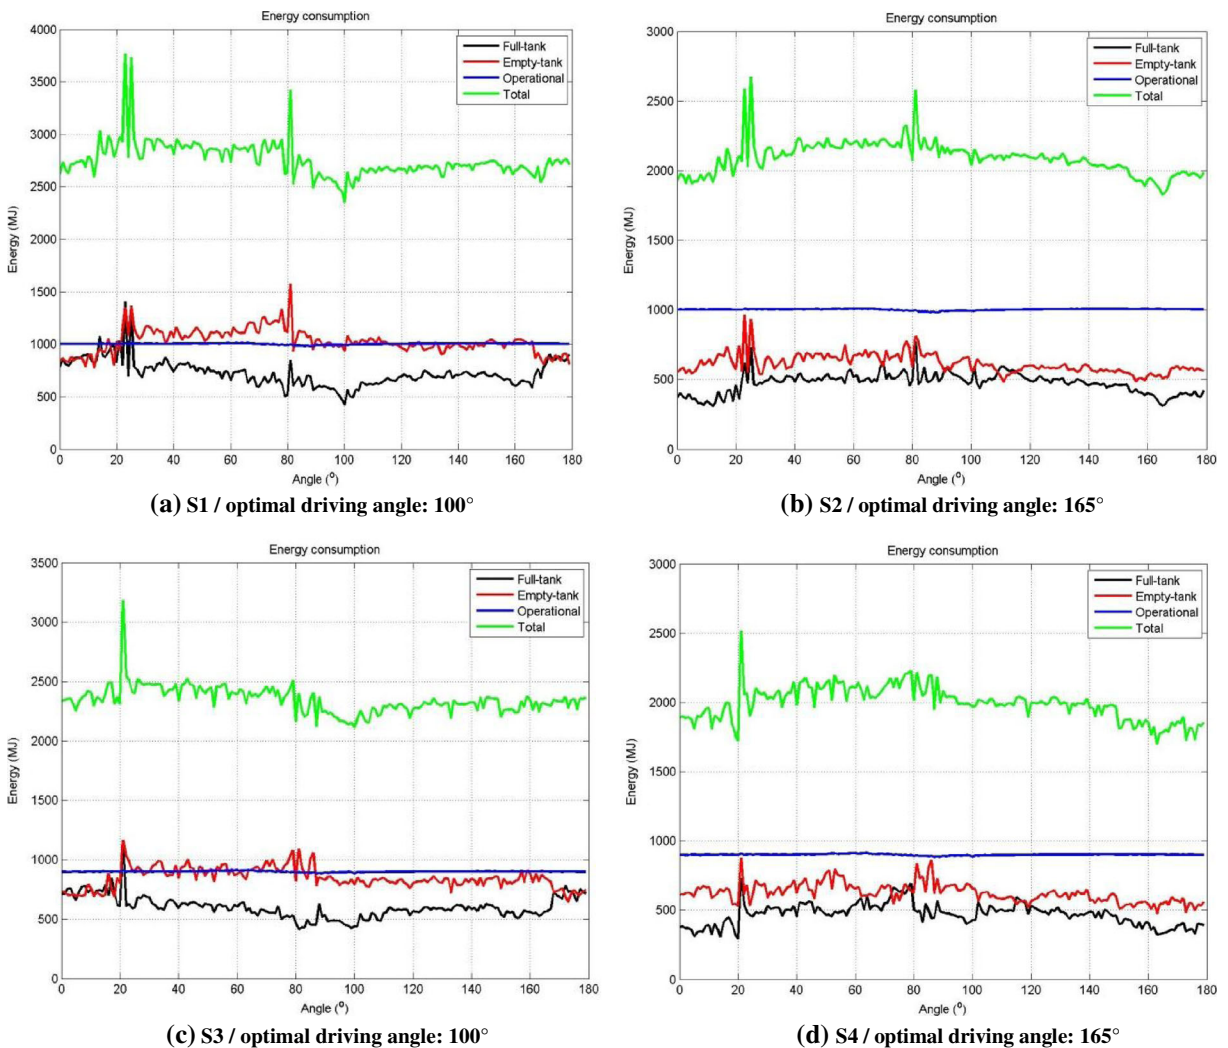 Energy consumption
4000
3500
3000
2500
2000
1500
1000
500
0
Energy (MJ)
Full-tank
Empty-tank
Operational
Total
0 20 40 60 80 100 120 140 160 180
Angle (°)
(a) S1 / optimal driving angle: 100°
Energy consumption
3000
2500
2000
1500
1000
500
0
Energy (MJ)
Full-tank
Empty-tank
Operational
Total
0 20 40 60 80 100 120 140 160 180
Angle (°)
(b) S2 / optimal driving angle: 165°
Energy consumption
3500
3000
2500
2000
1500
1000
500
0
Energy (MJ)
Full-tank
Empty-tank
Operational
Total
0 20 40 60 80 100 120 140 160 180
Angle (°)
(c) S3 / optimal driving angle: 100°
Energy consumption
3000
2500
2000
1500
1000
500
0
Energy (MJ)
Full-tank
Empty-tank
Operational
Total
0 20 40 60 80 100 120 140 160 180
Angle (°)
(d) S4 / optimal driving angle: 165°